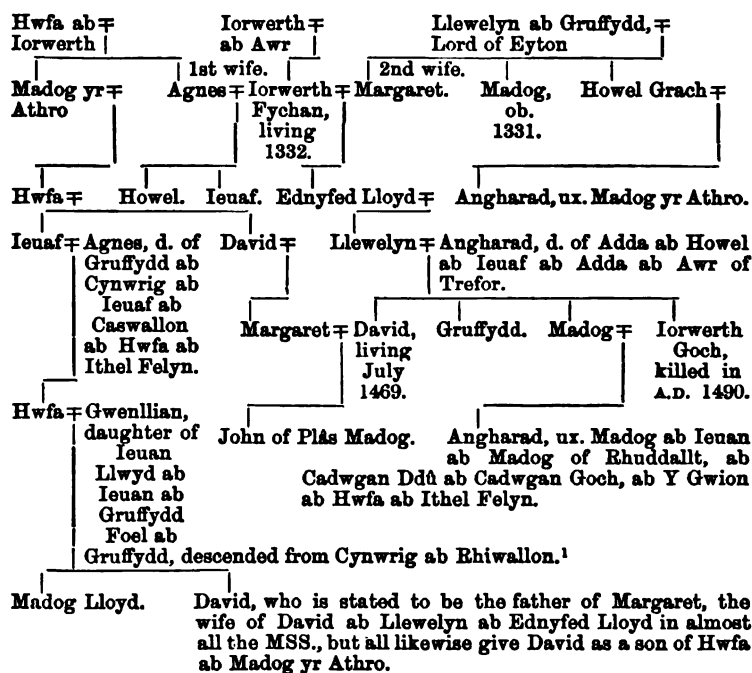 Hwfa ab Iorwerth ab Llewelyn ab Gruffydd,
Iorwerth ab Awr Lord of Eyton
1st wife. 2nd wife.
Madog yr Agnes Iorwerth Margaret. Madog, Howel Grach
Athro Fychan, ob.
living 1331.
1332.
Hwfa Howel. Ieuaf. Ednyfed Lloyd Angharad, ux. Madog yr Athro.
Ieuaf Agnes, d. of David Llewelyn Angharad, d. of Adda ab Howel
Gruffydd ab ab Ieuaf ab Adda ab Awr of
Cynwrig ab Trefor.
Ieuaf ab
Caswallon Margaret David, Gruffydd. Madog Iorwerth
ab Hwfa ab living Goch,
Ithel Felyn. July killed in
1469. A.D. 1490.
Hwfa Gwenllian,
daughter of John of Plâs Madog. Angharad, ux. Madog ab Ieuan
Ieuan ab Madog of Rhuddallt, ab
Llwyd ab Cadwgan Ddû ab Cadwgan Goch, ab Y Gwion
Ieuan ab ab Hwfa ab Ithel Felyn.
Gruffydd
Foel ab
Gruffydd, descended from Cynwrig ab Rhiwallon.¹
Madog Lloyd. David, who is stated to be the father of Margaret, the
wife of David ab Llewelyn ab Ednyfed Lloyd in almost
all the MSS., but all likewise give David as a son of Hwfa
ab Madog yr Athro.